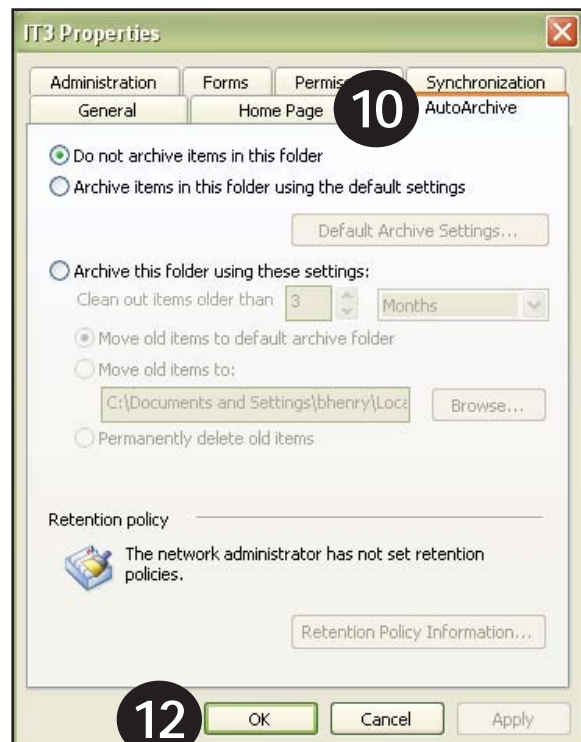 IT3 Properties
Administration Forms Permis Synchronization
General Home Page 10 AutoArchive
Do not archive items in this folder
Archive items in this folder using the default settings
Default Archive Settings...
Archive this folder using these settings:
Clean out items older than 3 Months
Move old items to default archive folder
Move old items to:
C:\Documents and Settings\bhenry\Loca Browse...
Permanently delete old items
Retention policy
The network administrator has not set retention
policies.
Retention Policy Information...
12 OK Cancel Apply